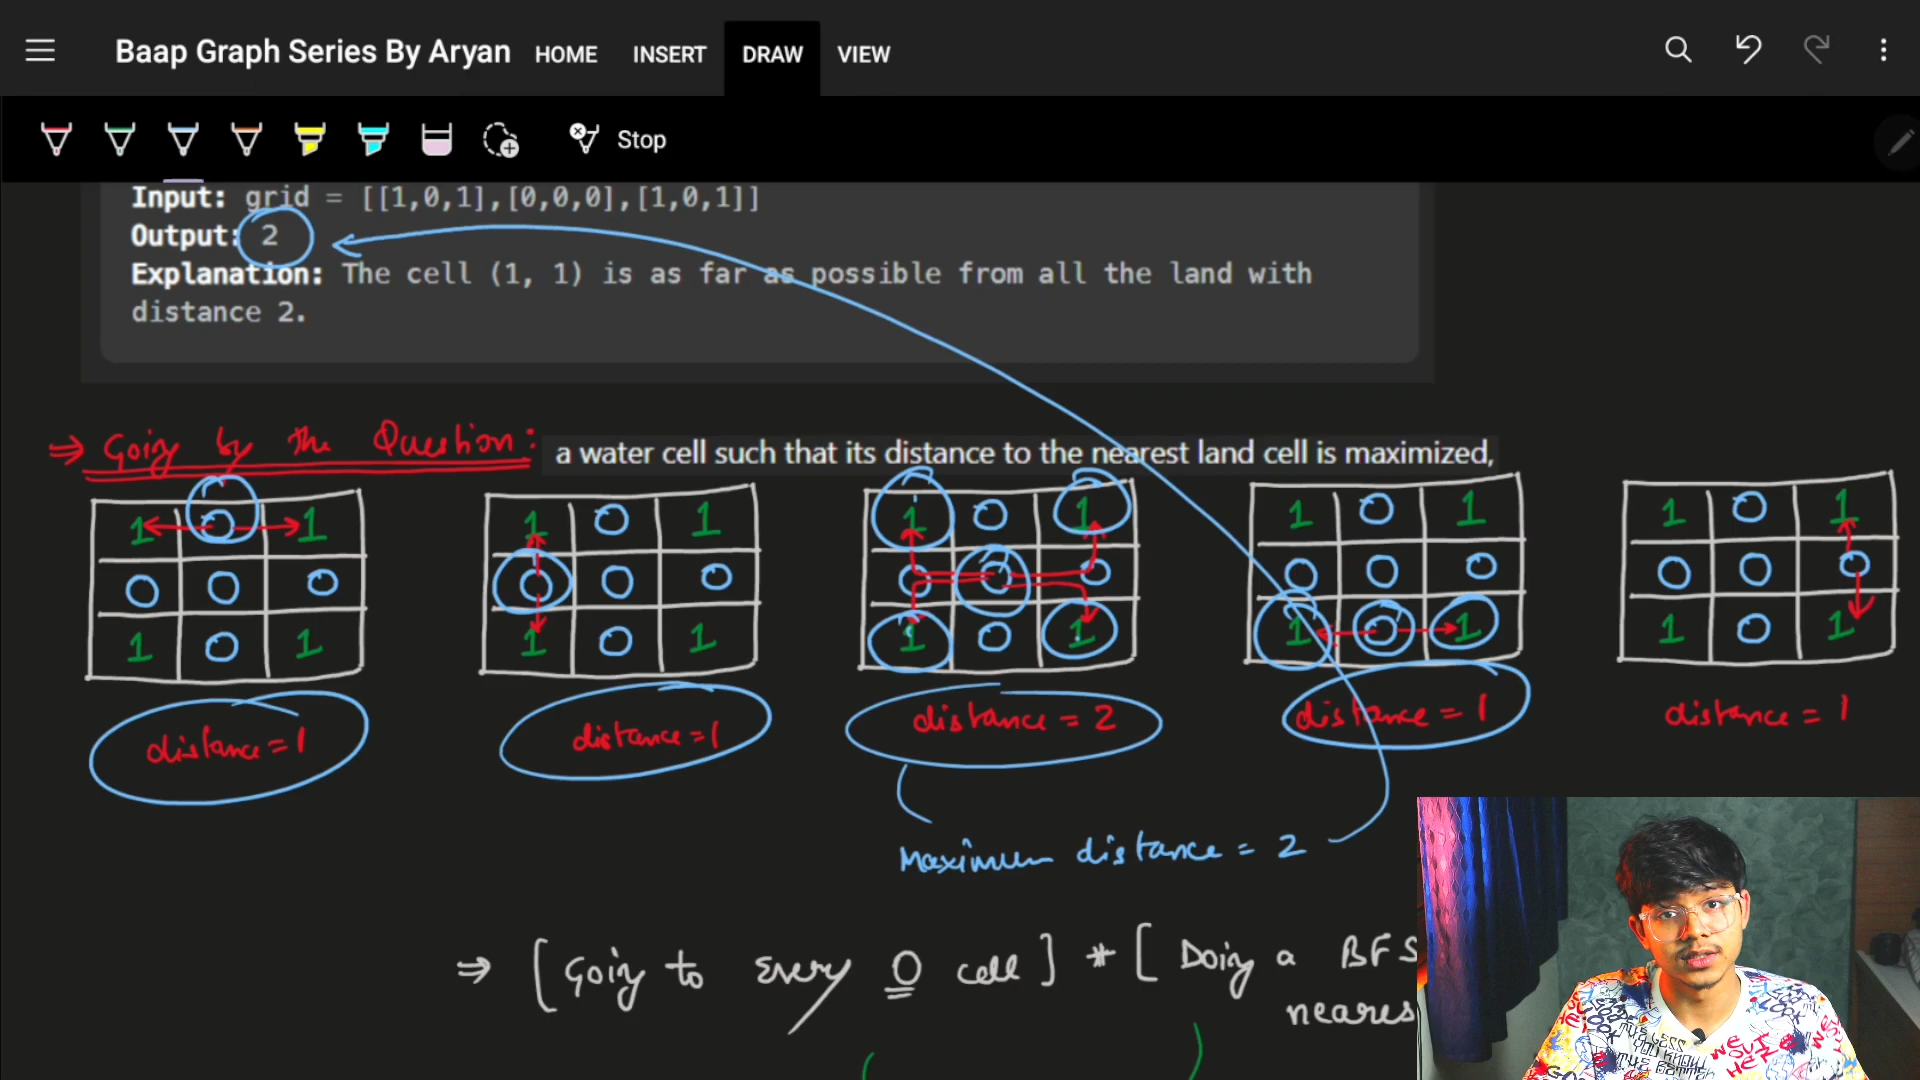 Baap Graph Series By Aryan HOME INSERT DRAW VIEW
Stop
Input: grid = [[1,0,1],[0,0,0],[1,0,1]]
Output: 2
Explanation: The cell (1, 1) is as far as possible from all the land with
distance 2.
⇒ Going by the Question: a water cell such that its distance to the nearest land cell is maximized,
1 0 1 1 0 1 1 0 1 1 0 1 1 0 1
0 0 0 0 0 0 0 0 0 0 0 0 0 0 0
1 0 1 1 0 1 1 0 1 1 0 1 1 0 1
distance = 1 distance = 1 distance = 2 distance = 1 distance = 1
Maximum distance = 2
⇒ [Going to every 0 cell] * [Doing a BFS
neares
WE OUT HERE